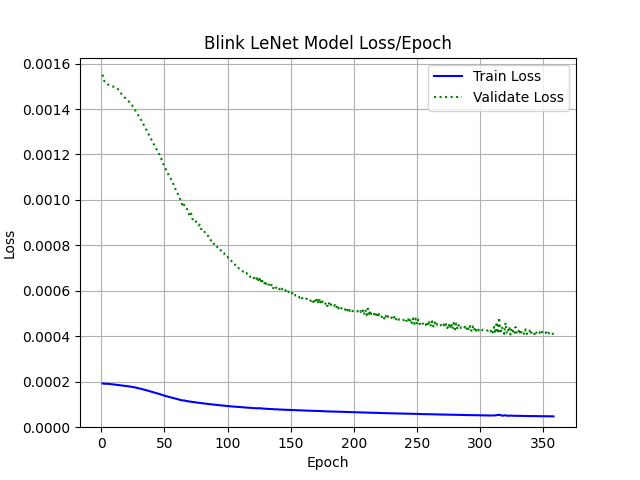 Blink LeNet Model Loss/Epoch
Train Loss
Validate Loss
0.0016
0.0014
0.0012
0.0010
0.0008
0.0006
0.0004
0.0002
0.0000
Loss
0 50 100 150 200 250 300 350
Epoch